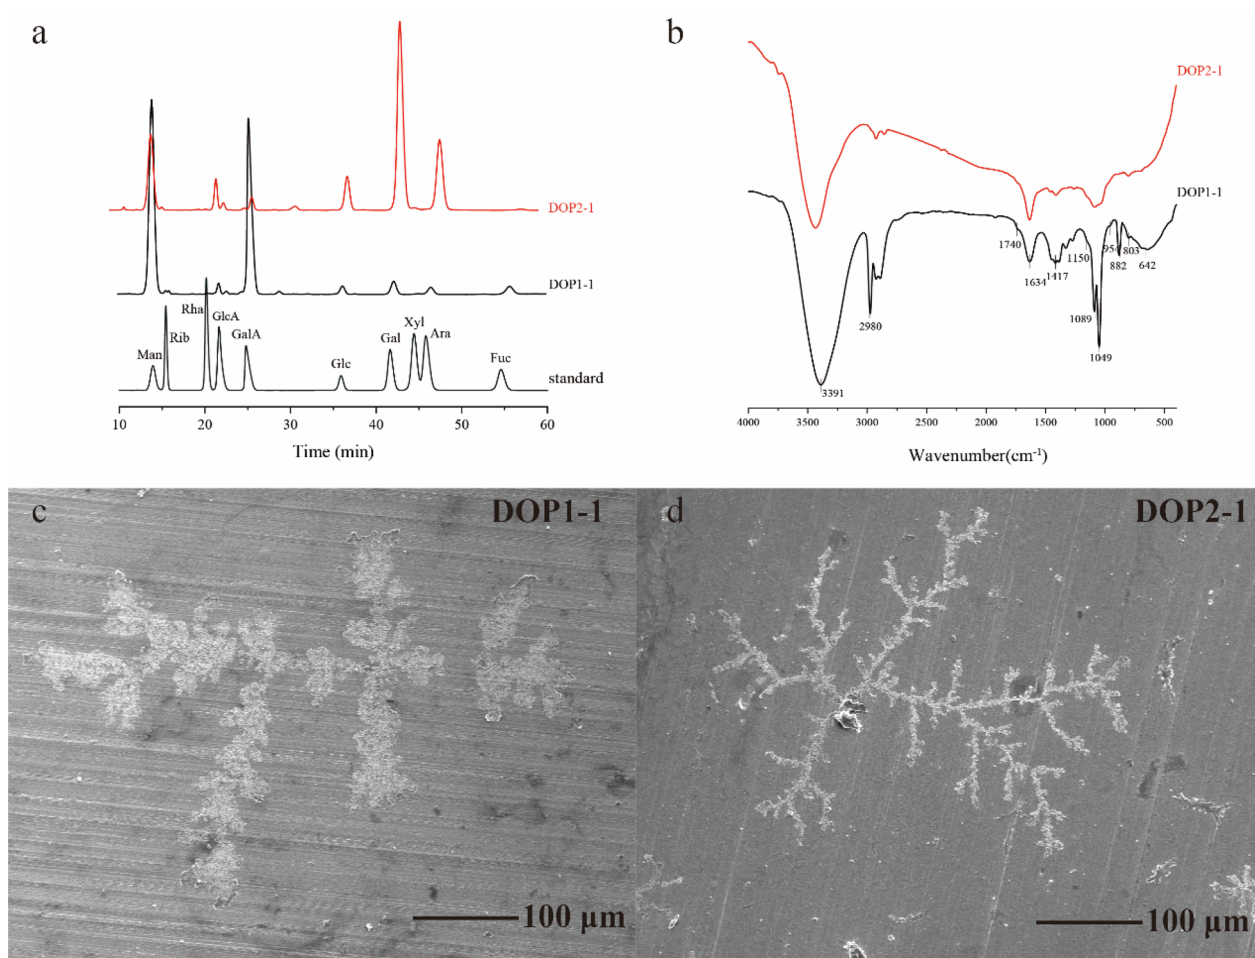 a
DOP2-1
DOP1-1
Man
Rib
Rha
GlcA
GalA
Glc
Gal
Xyl
Ara
Fuc
standard
10 20 30 40 50 60
Time (min)
b
DOP2-1
DOP1-1
3391
2980
1740
1634
1417
1150
1089
1049
954
882
803
642
4000 3500 3000 2500 2000 1500 1000 500
Wavenumber(cm⁻¹)
c
DOP1-1
100 µm
d
DOP2-1
100 µm